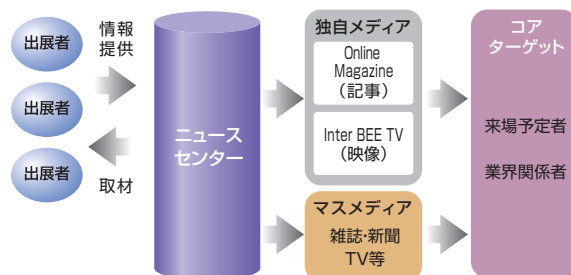 出展者
出展者
出展者
情報
提供
取材
ニュース
センター
独自メディア
Online
Magazine
（記事）
Inter BEE TV
（映像）
マスメディア
雑誌・新聞
TV等
コア
ターゲット
来場予定者
業界関係者